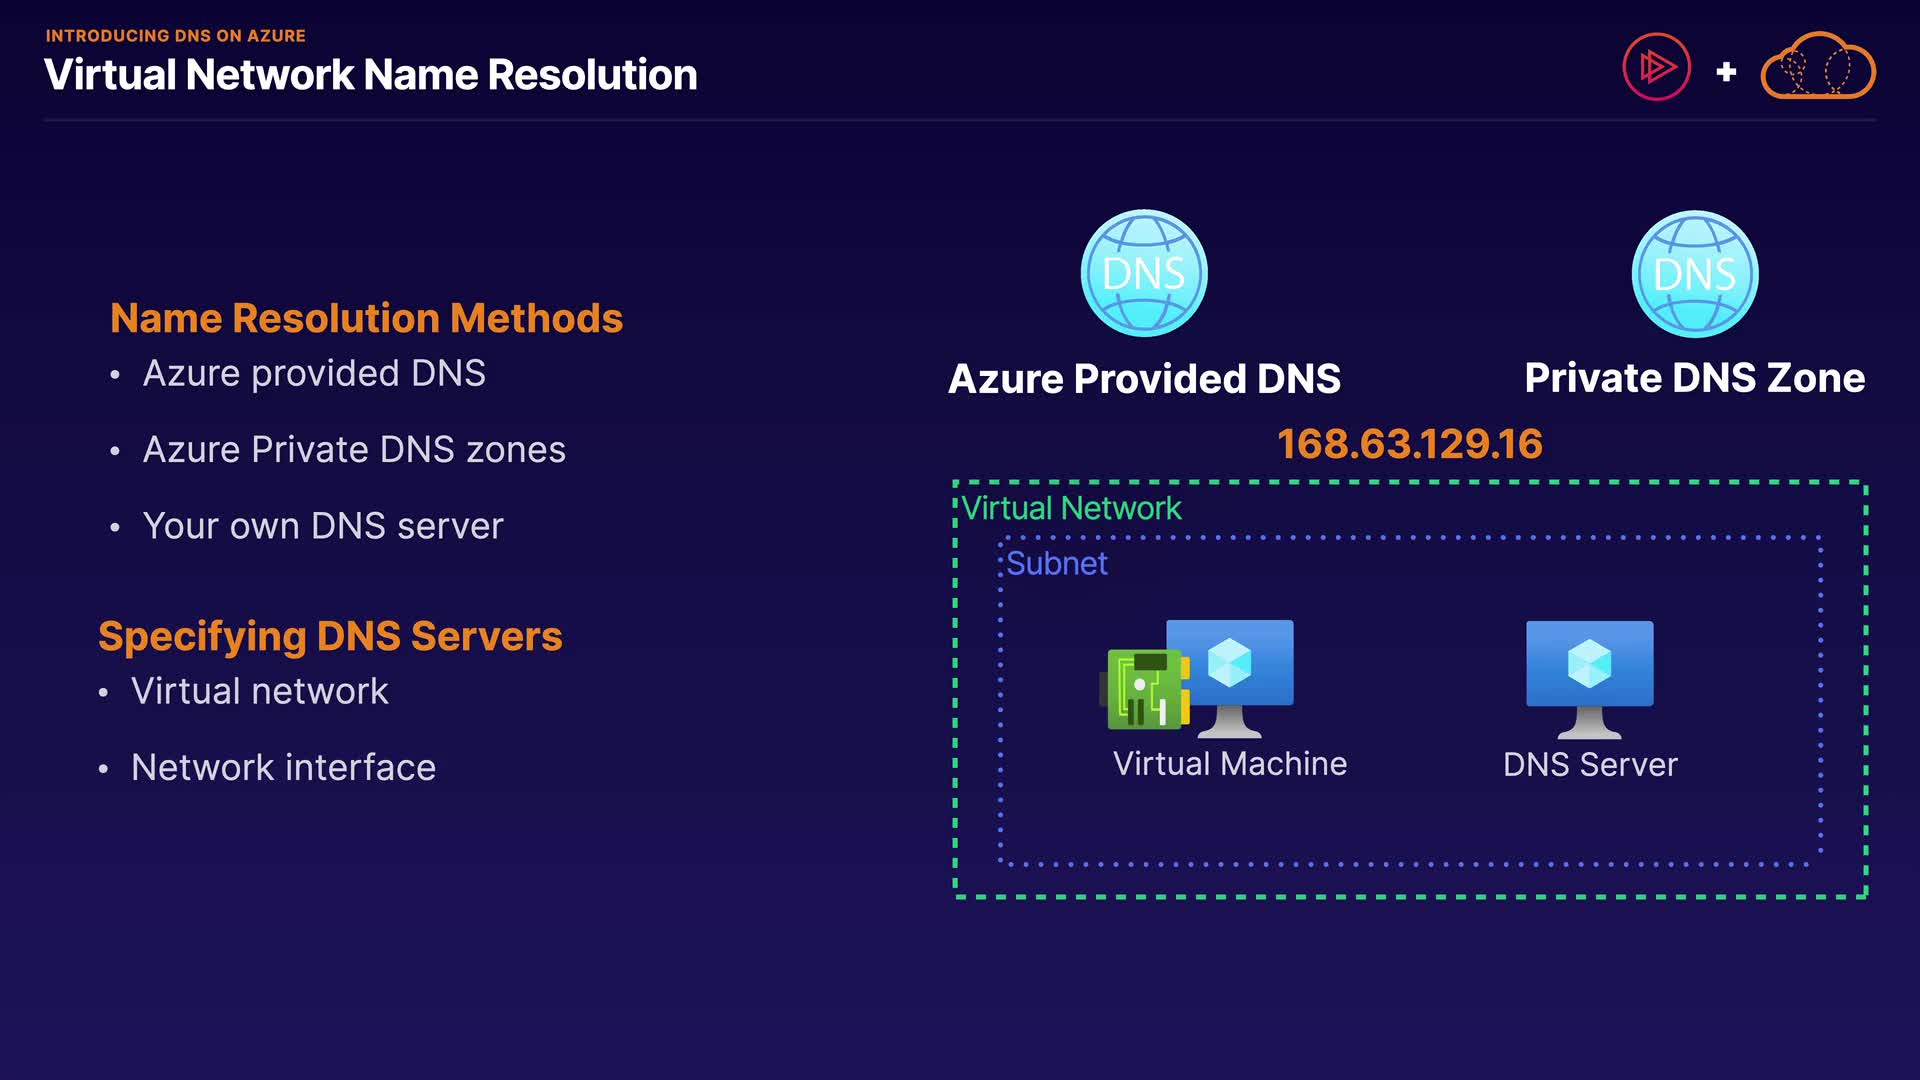 INTRODUCING DNS ON AZURE
Virtual Network Name Resolution
Name Resolution Methods
• Azure provided DNS
• Azure Private DNS zones
• Your own DNS server
Specifying DNS Servers
• Virtual network
• Network interface
DNS
DNS
Azure Provided DNS
Private DNS Zone
168.63.129.16
Virtual Network
Subnet
Virtual Machine
DNS Server